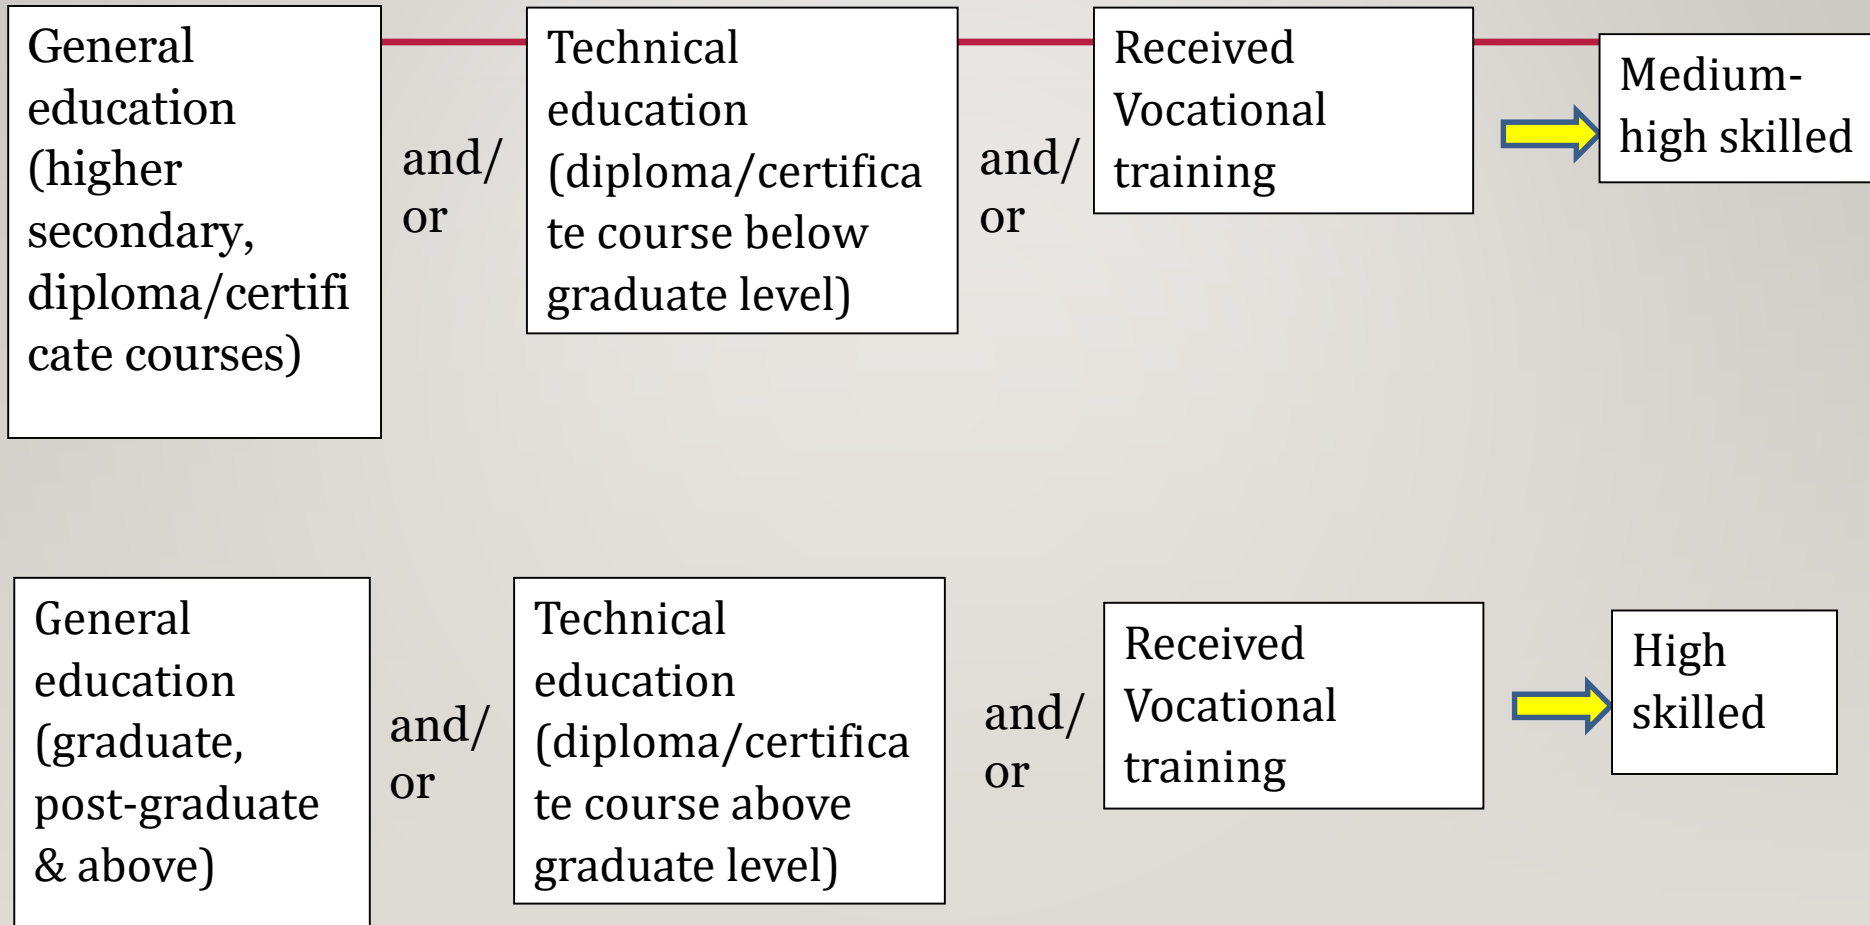 General
education
(higher
secondary,
diploma/certifi
cate courses)
and/
or
Technical
education
(diploma/certifica
te course below
graduate level)
and/
or
Received
Vocational
training
Medium-
high skilled
General
education
(graduate,
post-graduate
& above)
and/
or
Technical
education
(diploma/certifica
te course above
graduate level)
and/
or
Received
Vocational
training
High
skilled